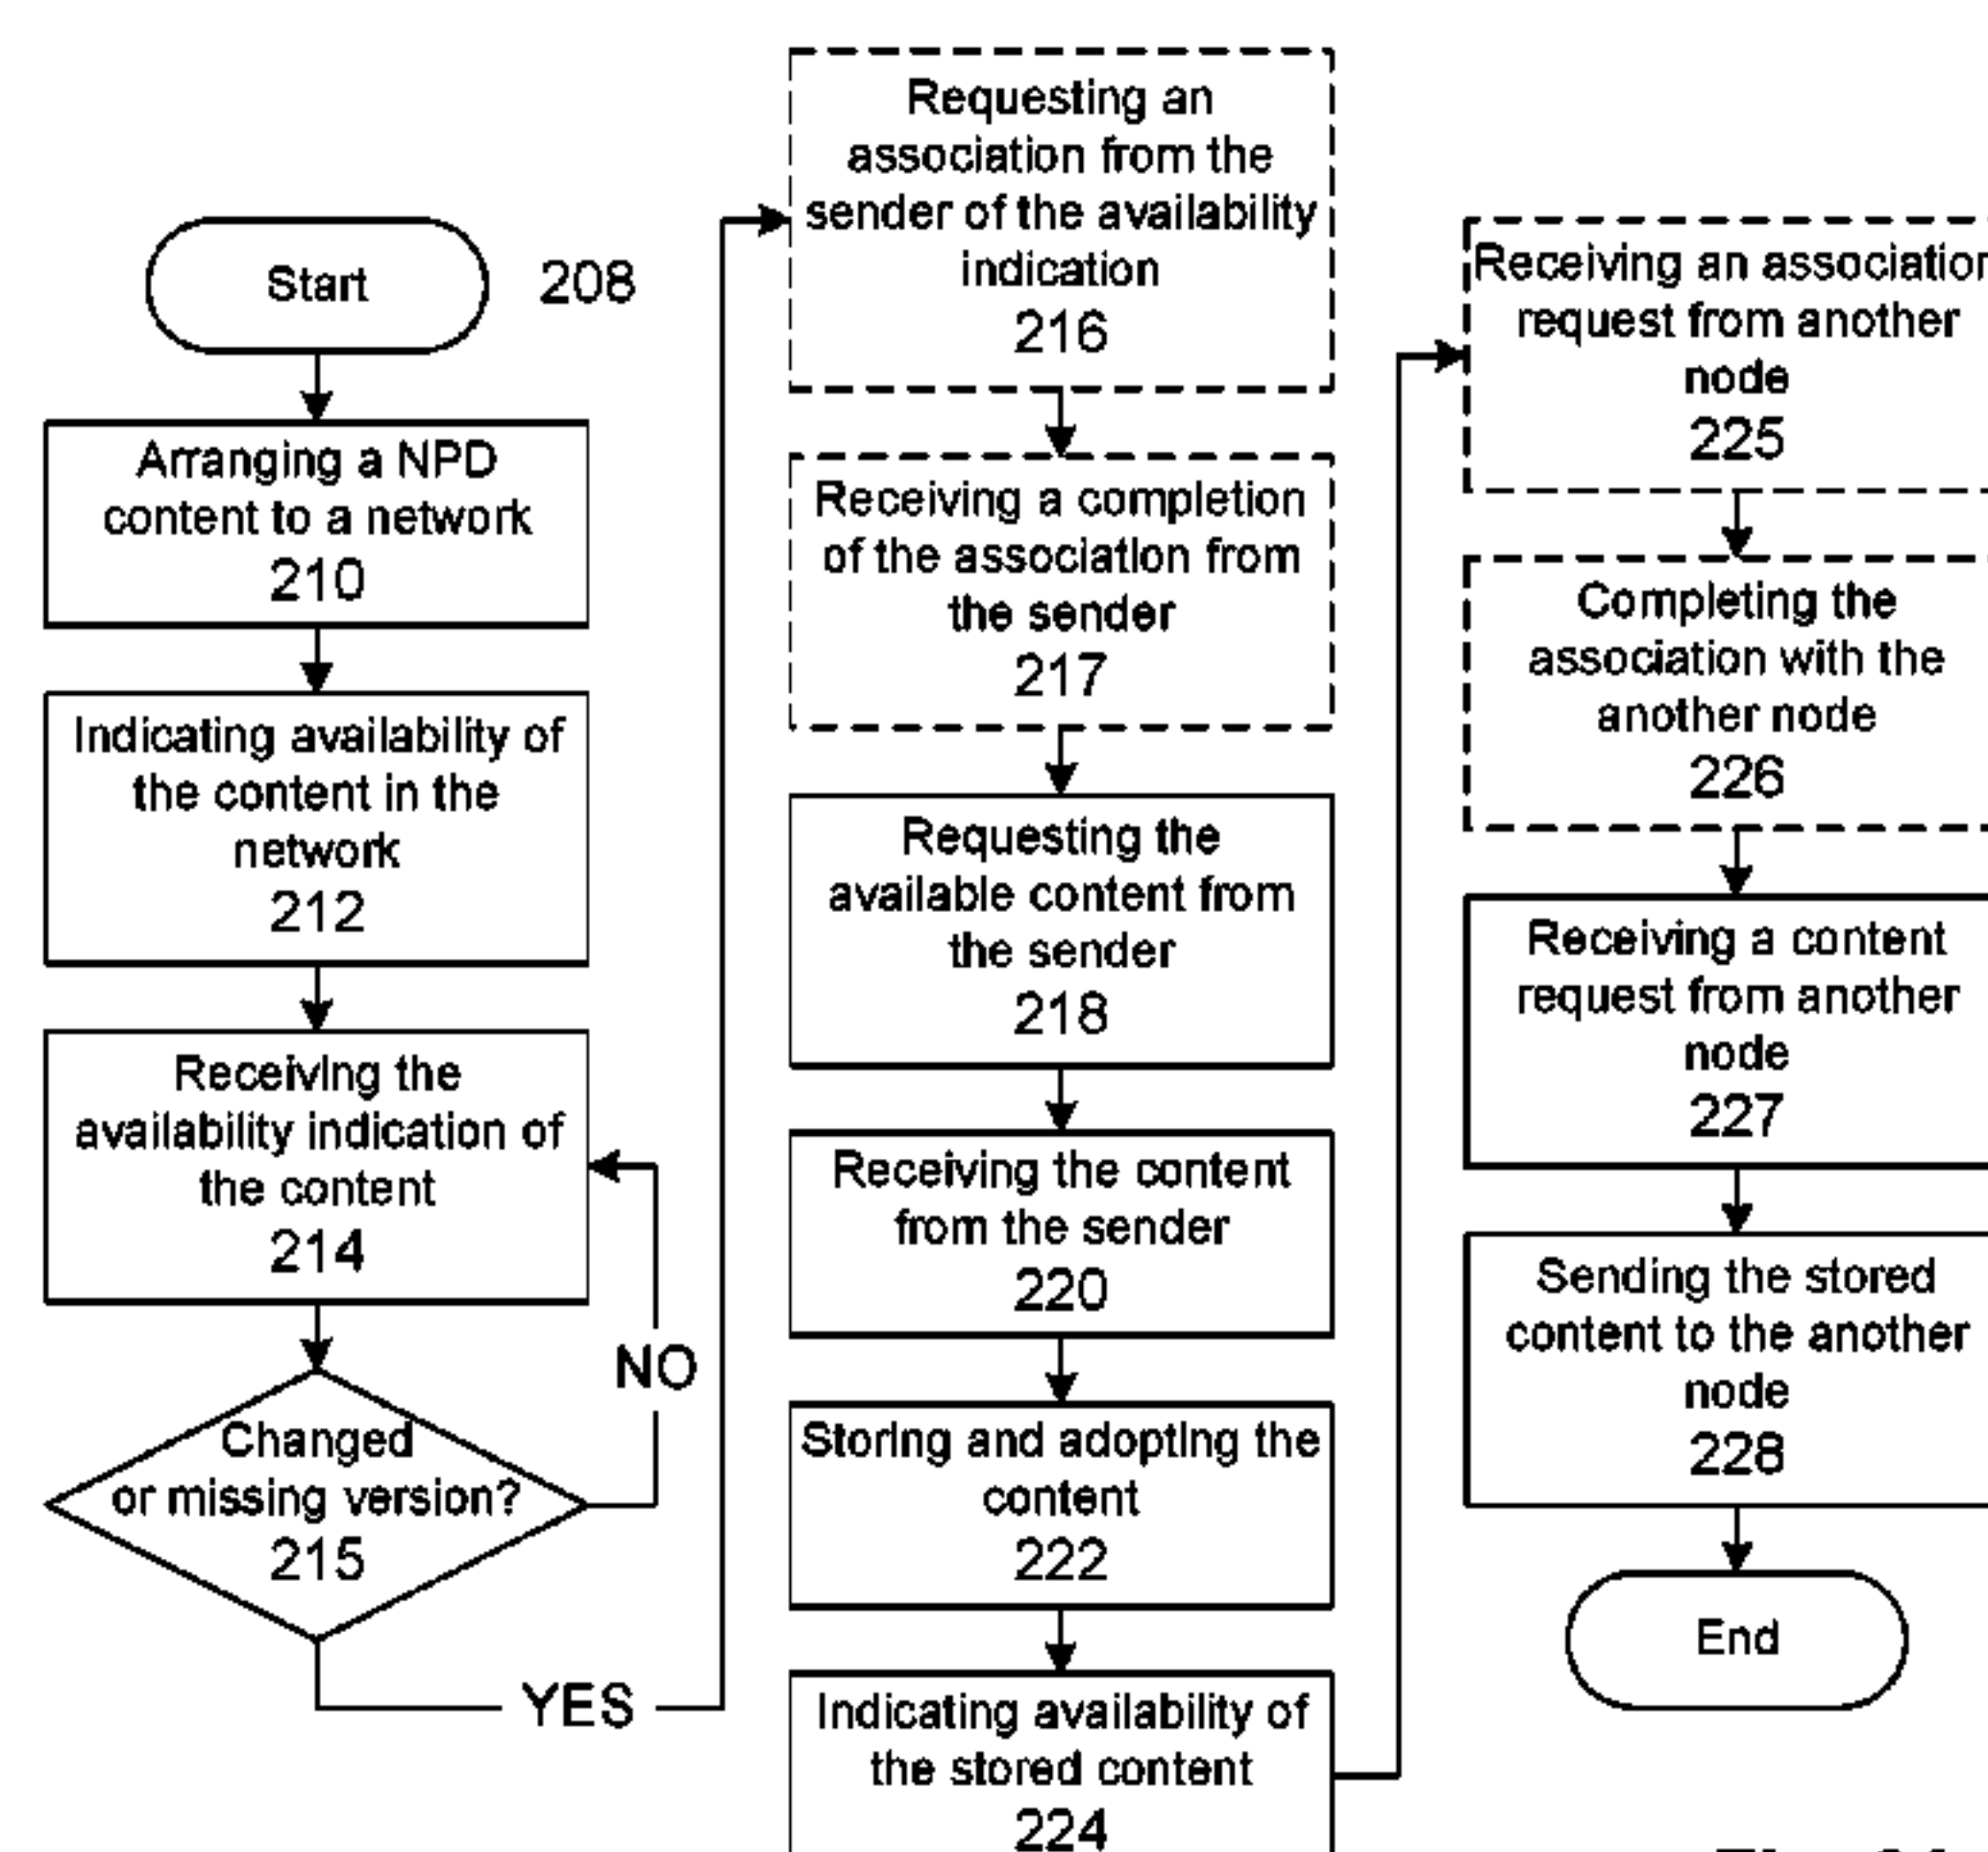 Start
208
Arranging a NPD
content to a network
210
Indicating availability of
the content in the
network
212
Receiving the
availability indication of
the content
214
Changed
or missing version?
215
NO
YES
Requesting an
association from the
sender of the availability
indication
216
Receiving a completion
of the association from
the sender
217
Requesting the
available content from
the sender
218
Receiving the content
from the sender
220
Storing and adopting the
content
222
Indicating availability of
the stored content
224
Receiving an association
request from another
node
225
Completing the
association with the
another node
226
Receiving a content
request from another
node
227
Sending the stored
content to the another
node
228
End